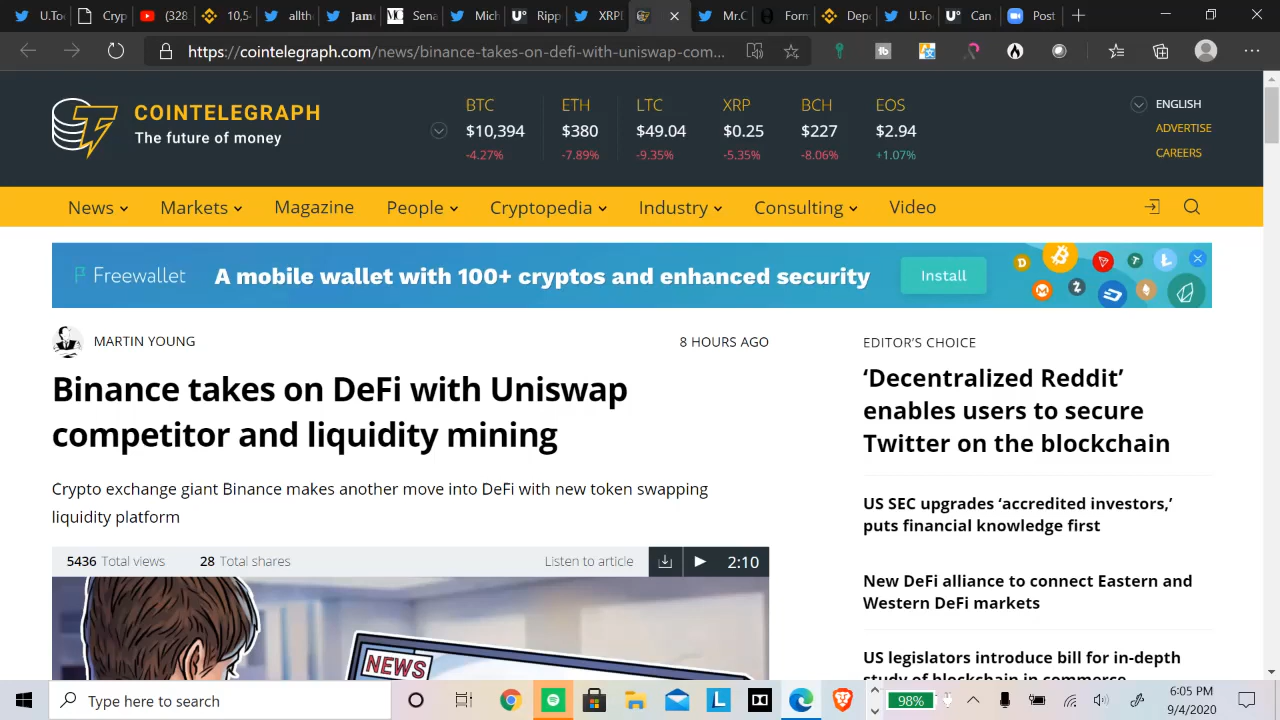 U.To
Cryp
(328
10,5
allth
Jam
Sena
Mich
Ripp
XRPL
Mr.C
Form
Dep
U.To
Can
Post
https://cointelegraph.com/news/binance-takes-on-defi-with-uniswap-com...
COINTELEGRAPH
The future of money
BTC ETH LTC XRP BCH EOS
$10,394 $380 $49.04 $0.25 $227 $2.94
-4.27% -7.89% -9.35% -5.35% -8.06% +1.07%
ENGLISH
ADVERTISE
CAREERS
News Markets Magazine People Cryptopedia Industry Consulting Video
Freewallet A mobile wallet with 100+ cryptos and enhanced security Install
MARTIN YOUNG 8 HOURS AGO
Binance takes on DeFi with Uniswap
competitor and liquidity mining
Crypto exchange giant Binance makes another move into DeFi with new token swapping
liquidity platform
5436 Total views 28 Total shares Listen to article 2:10
NEWS
EDITOR'S CHOICE
‘Decentralized Reddit’
enables users to secure
Twitter on the blockchain
US SEC upgrades ‘accredited investors,’
puts financial knowledge first
New DeFi alliance to connect Eastern and
Western DeFi markets
US legislators introduce bill for in-depth
study of blockchain in commerce
Type here to search
98%
6:05 PM
9/4/2020